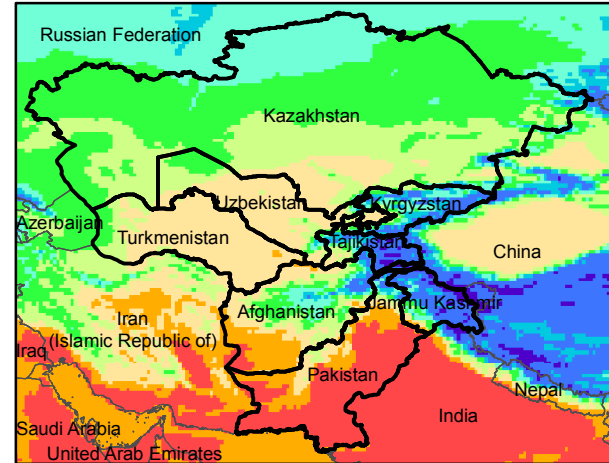 Russian Federation
Kazakhstan
Uzbekistan
Kyrgyzstan
Azerbaijan
Turkmenistan
Tajikistan
China
Iran
(Islamic Republic of)
Afghanistan
Jammu Kashmir
Iraq
Pakistan
Nepal
India
Saudi Arabia
United Arab Emirates